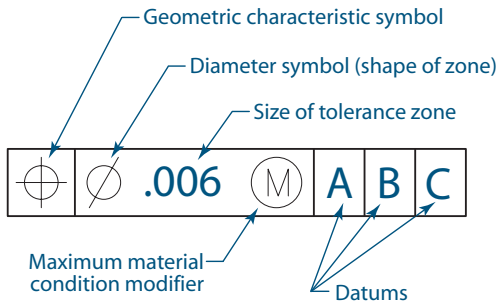 Geometric characteristic symbol
Diameter symbol (shape of zone)
Size of tolerance zone
⌖ ⌀ .006 Ⓜ A B C
Maximum material
condition modifier
Datums